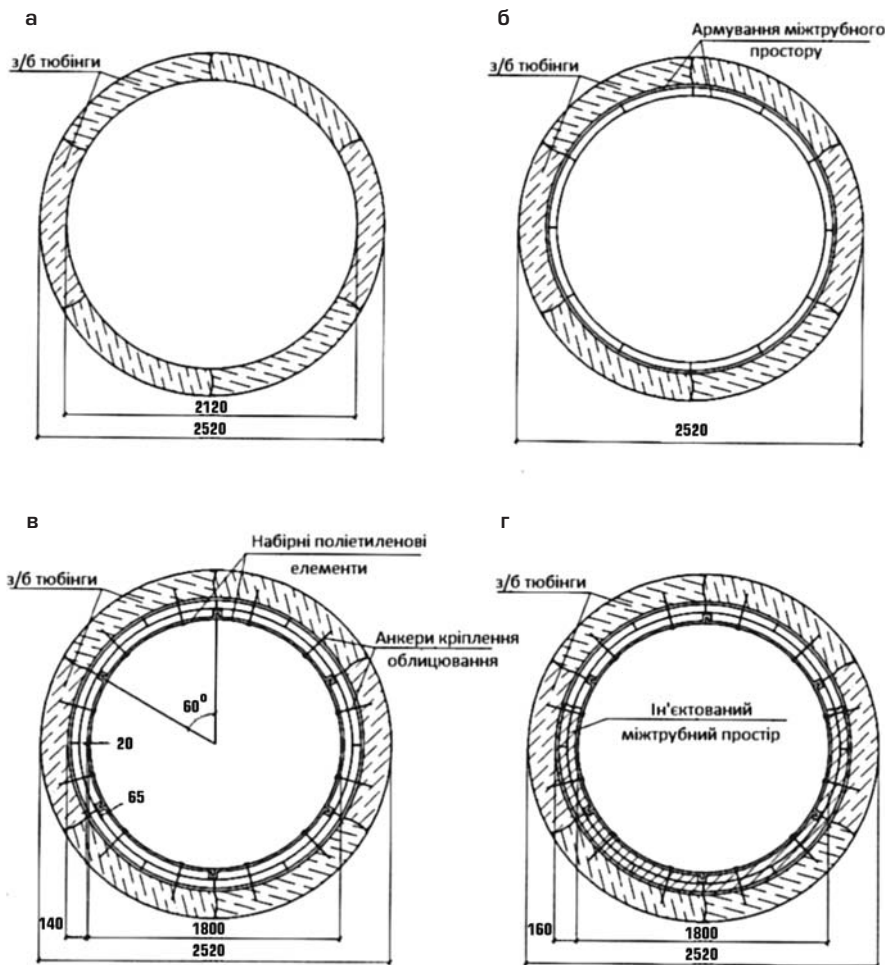 а
з/б тюбінги
2120
2520
б
Армування міжтрубного
простору
з/б тюбінги
2520
в
Набірні поліетиленові
елементи
з/б тюбінги
Анкери кріплення
облицювання
60°
20
65
140
1800
2520
г
з/б тюбінги
Ін'єктований
міжтрубний простір
160
1800
2520